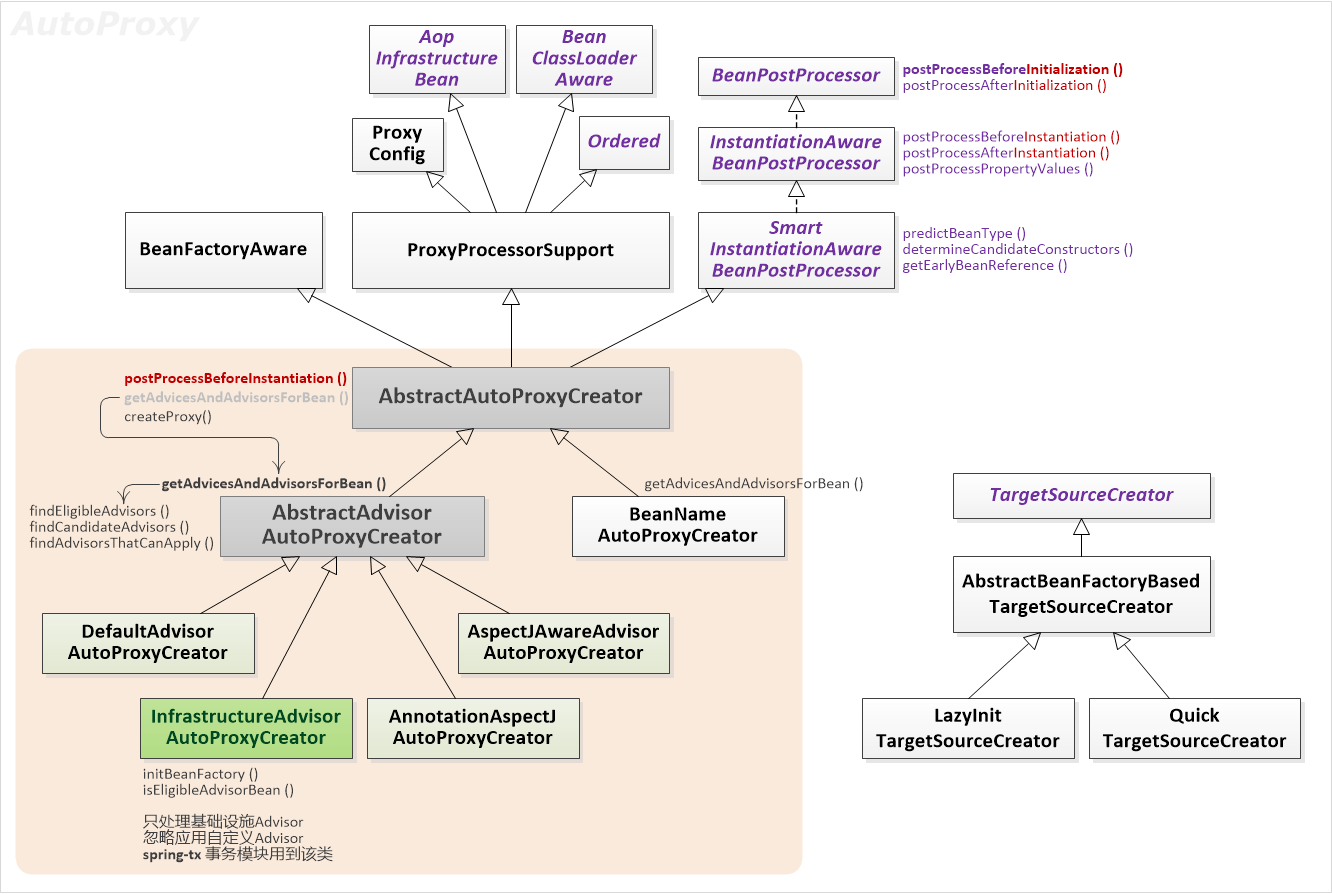 AutoProxy
Aop
Infrastructure
Bean
Bean
ClassLoader
Aware
Proxy
Config
Ordered
BeanPostProcessor
postProcessBeforeInitialization ()
postProcessAfterInitialization ()
InstantiationAware
BeanPostProcessor
postProcessBeforeInstantiation ()
postProcessAfterInstantiation ()
postProcessPropertyValues ()
BeanFactoryAware
ProxyProcessorSupport
Smart
InstantiationAware
BeanPostProcessor
predictBeanType ()
determineCandidateConstructors ()
getEarlyBeanReference ()
postProcessBeforeInstantiation ()
getAdvicesAndAdvisorsForBean ()
createProxy()
AbstractAutoProxyCreator
getAdvicesAndAdvisorsForBean ()
findEligibleAdvisors ()
findCandidateAdvisors ()
findAdvisorsThatCanApply ()
AbstractAdvisor
AutoProxyCreator
getAdvicesAndAdvisorsForBean ()
BeanName
AutoProxyCreator
DefaultAdvisor
AutoProxyCreator
AspectJAwareAdvisor
AutoProxyCreator
InfrastructureAdvisor
AutoProxyCreator
AnnotationAspectJ
AutoProxyCreator
initBeanFactory ()
isEligibleAdvisorBean ()
只处理基础设施Advisor
忽略应用自定义Advisor
spring-tx 事务模块用到该类
TargetSourceCreator
AbstractBeanFactoryBased
TargetSourceCreator
LazyInit
TargetSourceCreator
Quick
TargetSourceCreator